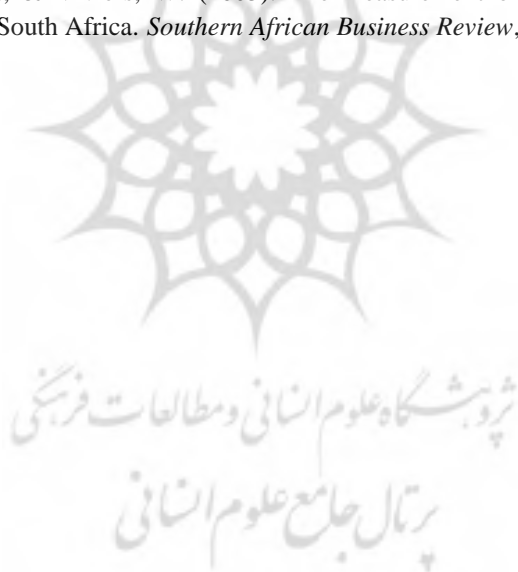 South Africa. Southern African Business Review,
پژوهشگاه علوم انسانی و مطالعات فرهنگی
پرتال جامع علوم انسانی